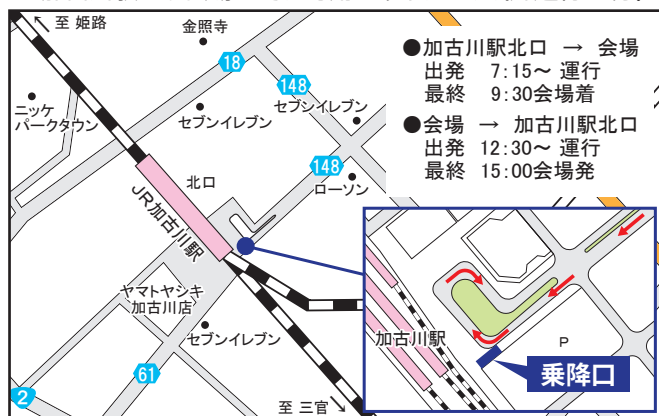 至 姫路
金照寺
18
148
ニッケ
パークタウン
セブンイレブン
セブンイレブン
148
北口
ローソン
JR加古川駅
ヤマトヤシキ
加古川店
セブンイレブン
61
2
至 三宮
●加古川駅北口 → 会場
出発 7:15~ 運行
最終 9:30会場着
●会場 → 加古川駅北口
出発 12:30~ 運行
最終 15:00会場発
加古川駅
P
乗降口